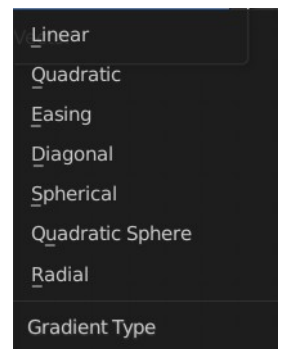 Linear
Quadratic
Easing
Diagonal
Spherical
Quadratic Sphere
Radial
Gradient Type